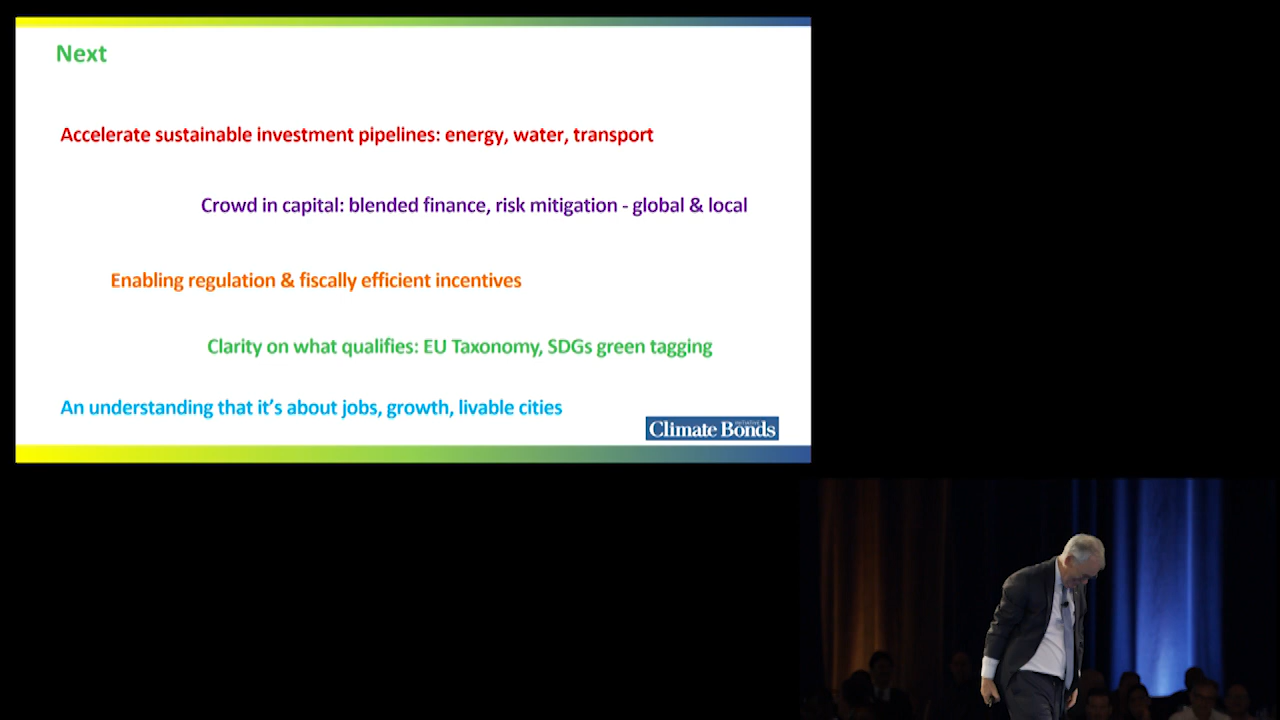 Next
Accelerate sustainable investment pipelines: energy, water, transport
Crowd in capital: blended finance, risk mitigation - global & local
Enabling regulation & fiscally efficient incentives
Clarity on what qualifies: EU Taxonomy, SDGs green tagging
An understanding that it’s about jobs, growth, livable cities
Climate Bonds